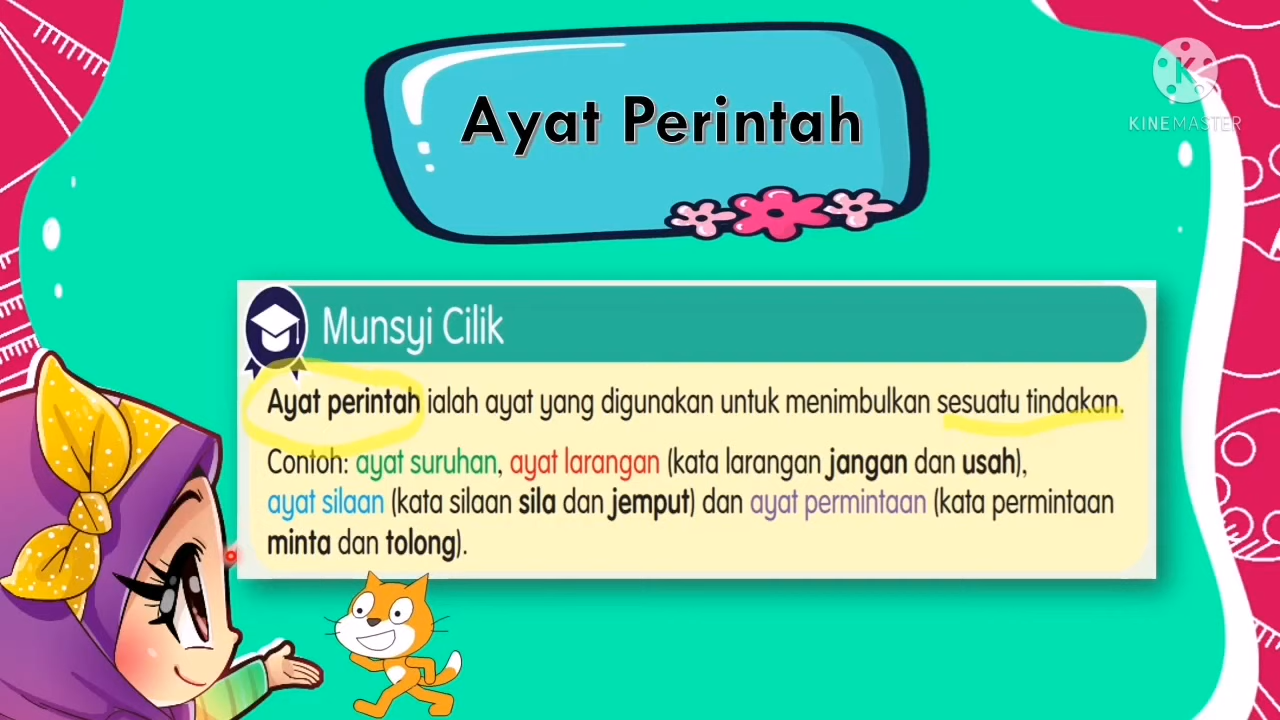 Ayat Perintah
KINEMASTER
Munsyi Cilik
Ayat perintah ialah ayat yang digunakan untuk menimbulkan sesuatu tindakan.
Contoh: ayat suruhan, ayat larangan (kata larangan jangan dan usah),
ayat silaan (kata silaan sila dan jemput) dan ayat permintaan (kata permintaan
minta dan tolong).